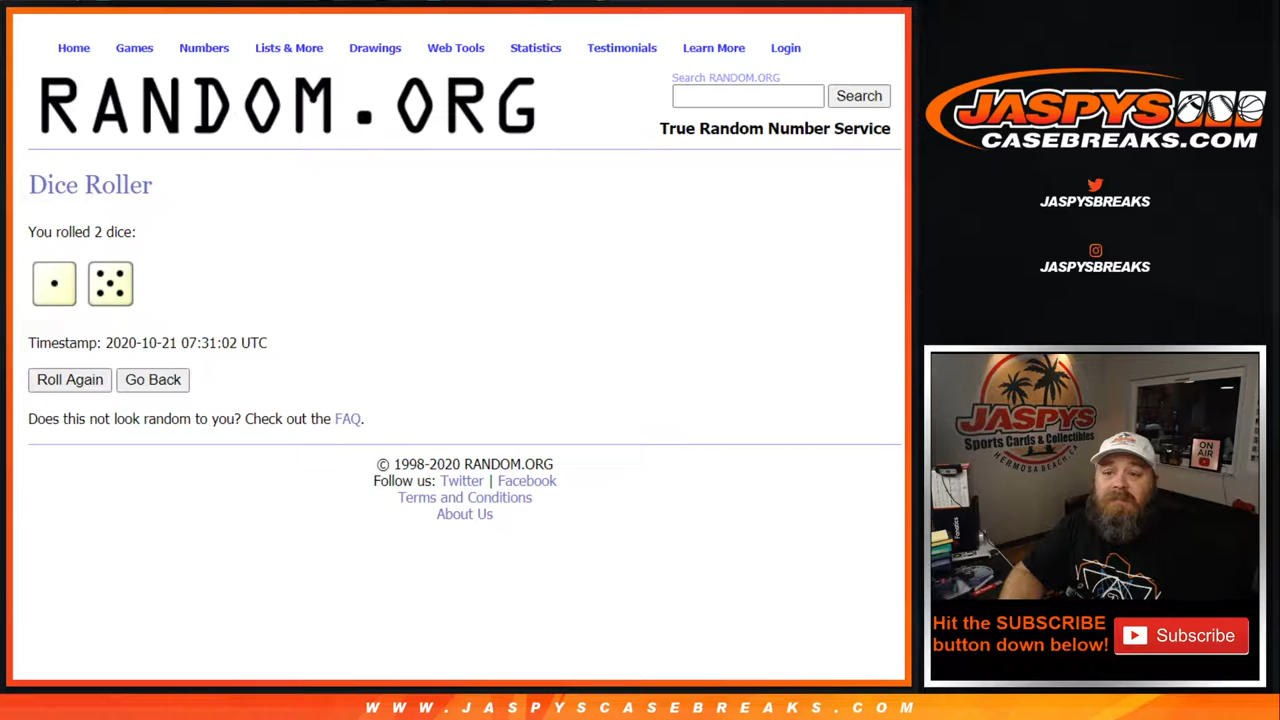 Home Games Numbers Lists & More Drawings Web Tools Statistics Testimonials Learn More Login
RANDOM.ORG
Search RANDOM.ORG
Search
True Random Number Service
Dice Roller
You rolled 2 dice:
Timestamp: 2020-10-21 07:31:02 UTC
Roll Again Go Back
Does this not look random to you? Check out the FAQ.
© 1998-2020 RANDOM.ORG
Follow us: Twitter | Facebook
Terms and Conditions
About Us
JASPYS
CASEBREAKS.COM
JASPYSBREAKS
JASPYSBREAKS
JASPYS
Sports Cards & Collectibles
HERMOSA BEACH, CA
ON
AIR
Fanatics
Hit the SUBSCRIBE
button down below!
Subscribe
WWW.JASPYSCASEBREAKS.COM